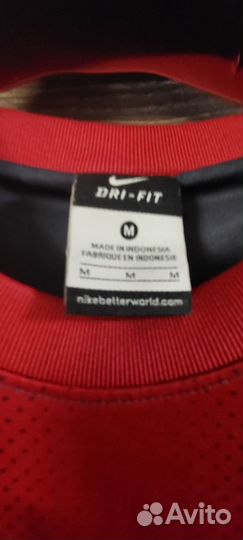 DRI-FIT
M
MADE IN INDONESIA
FABRIQUE EN INDONESIE
M M M
nikebetterworld.com
Avito